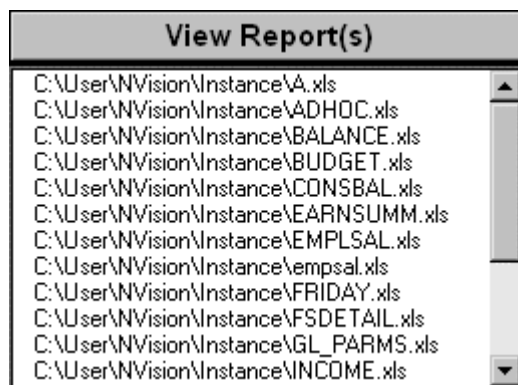 View Report(s)
C:\User\NVision\Instance\A.xls
C:\User\NVision\Instance\ADHOC.xls
C:\User\NVision\Instance\BALANCE.xls
C:\User\NVision\Instance\BUDGET.xls
C:\User\NVision\Instance\CONSBAL.xls
C:\User\NVision\Instance\EARNSUMM.xls
C:\User\NVision\Instance\EMPLSAL.xls
C:\User\NVision\Instance\empsal.xls
C:\User\NVision\Instance\FRIDAY.xls
C:\User\NVision\Instance\FSDETAIL.xls
C:\User\NVision\Instance\GL_PARMS.xls
C:\User\NVision\Instance\INCOME.xls